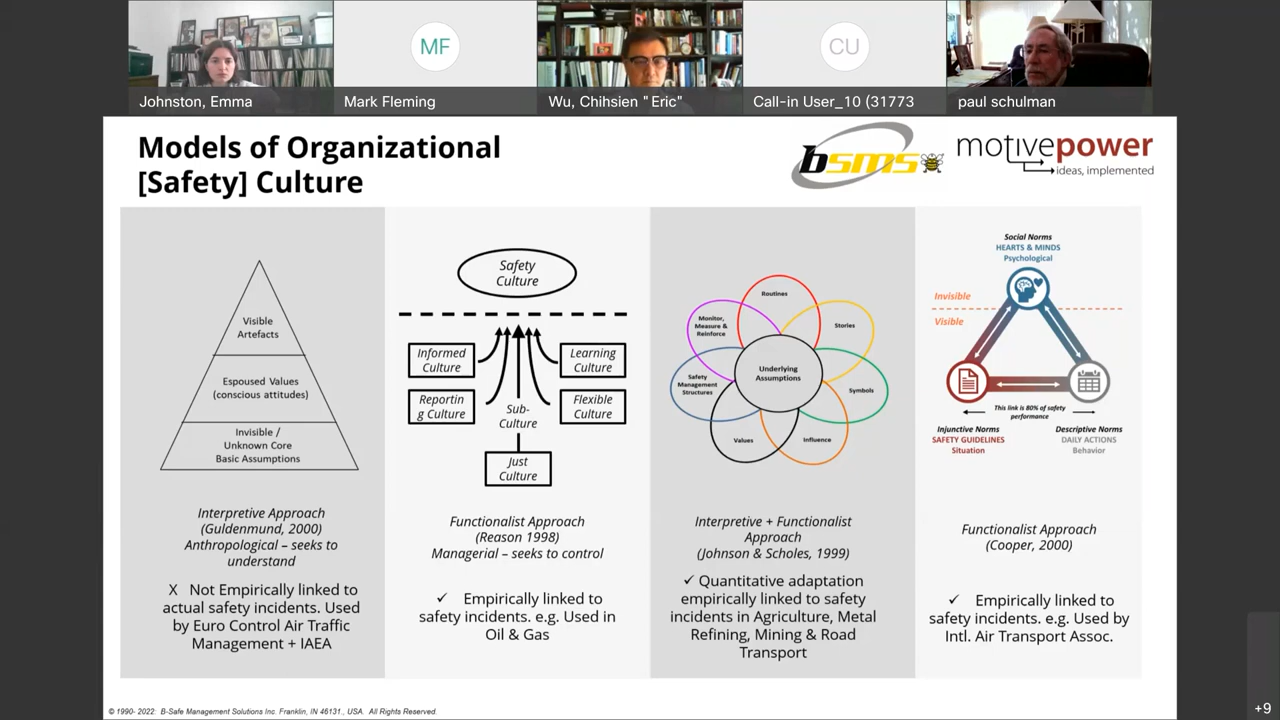 MF
CU
Johnston, Emma
Mark Fleming
Wu, Chihsien "Eric"
Call-in User_10 (31773
paul schulman
Models of Organizational
[Safety] Culture
bsms
motivepower
ideas, implemented
Visible
Artefacts
Espoused Values
(conscious attitudes)
Invisible /
Unknown Core
Basic Assumptions
Interpretive Approach
(Guldenmund, 2000)
Anthropological – seeks to
understand
X Not Empirically linked to
actual safety incidents. Used
by Euro Control Air Traffic
Management + IAEA
Safety
Culture
Informed
Culture
Learning
Culture
Reportin
g Culture
Flexible
Culture
Sub-
Culture
Just
Culture
Functionalist Approach
(Reason 1998)
Managerial – seeks to control
✓ Empirically linked to
safety incidents. e.g. Used in
Oil & Gas
Routines
Monitor,
Measure &
Reinforce
Stories
Underlying
Assumptions
Safety
Management
Structures
Symbols
Values
Influence
Interpretive + Functionalist
Approach
(Johnson & Scholes, 1999)
✓ Quantitative adaptation
empirically linked to safety
incidents in Agriculture, Metal
Refining, Mining & Road
Transport
Social Norms
HEARTS & MINDS
Psychological
Invisible
Visible
This link is 80% of safety
performance
Injunctive Norms
SAFETY GUIDELINES
Situation
Descriptive Norms
DAILY ACTIONS
Behavior
Functionalist Approach
(Cooper, 2000)
✓ Empirically linked to
safety incidents. e.g. Used by
Intl. Air Transport Assoc.
© 1990- 2022: B-Safe Management Solutions Inc. Franklin, IN 46131., USA. All Rights Reserved.
+9